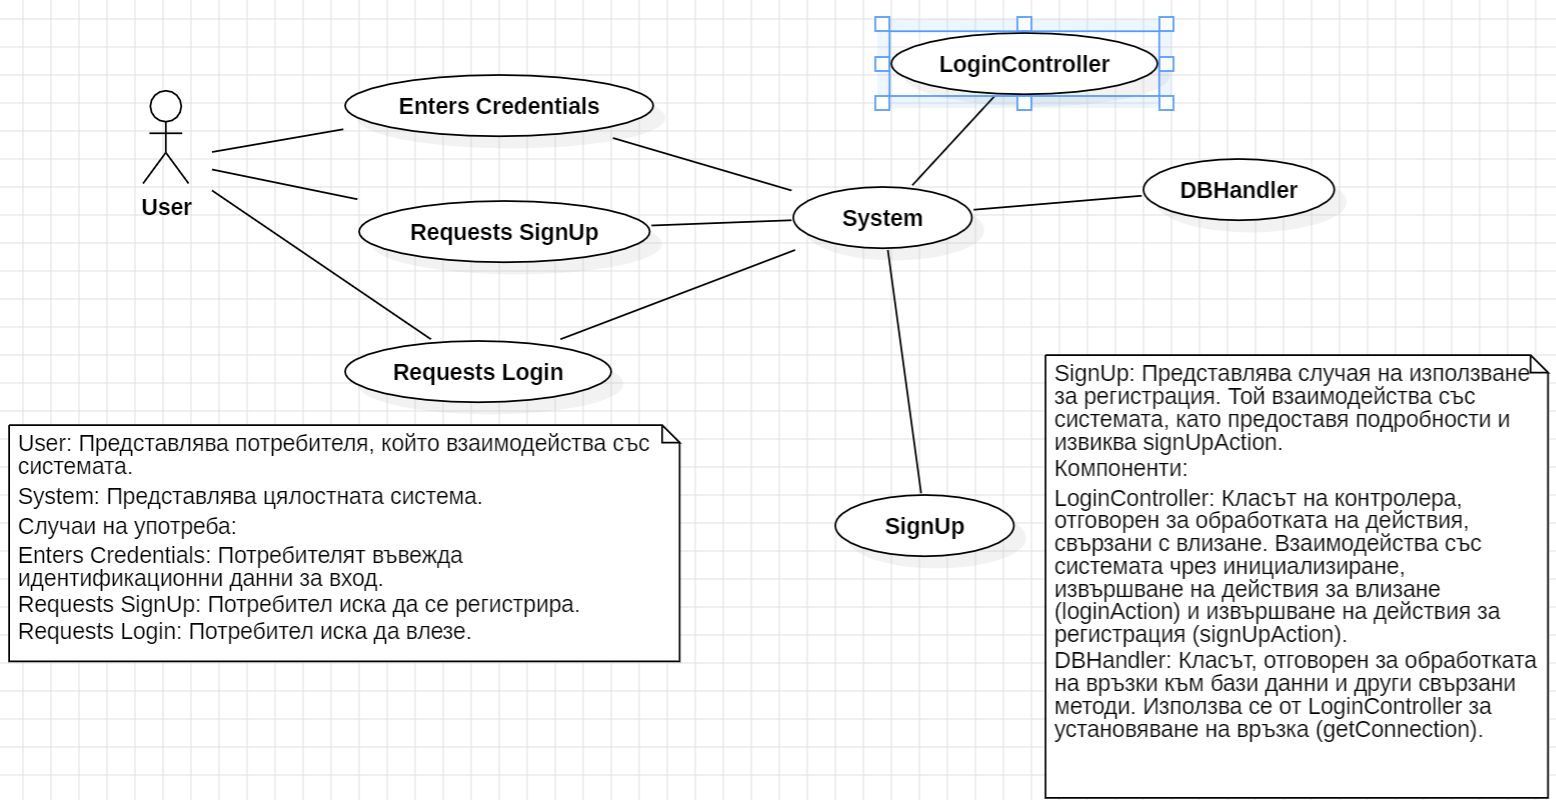 LoginController
Enters Credentials
DBHandler
User
System
Requests SignUp
Requests Login
SignUp
User: Представлява потребителя, който взаимодейства със
системата.
System: Представлява цялостната система.
Случаи на употреба:
Enters Credentials: Потребителят въвежда
идентификационни данни за вход.
Requests SignUp: Потребител иска да се регистрира.
Requests Login: Потребител иска да влезе.
SignUp: Представлява случая на използване
за регистрация. Той взаимодейства със
системата, като предоставя подробности и
извиква signUpAction.
Компоненти:
LoginController: Класът на контролера,
отговорен за обработката на действия,
свързани с влизане. Взаимодейства със
системата чрез инициализиране,
извършване на действия за влизане
(loginAction) и извършване на действия за
регистрация (signUpAction).
DBHandler: Класът, отговорен за обработката
на връзки към бази данни и други свързани
методи. Използва се от LoginController за
установяване на връзка (getConnection).